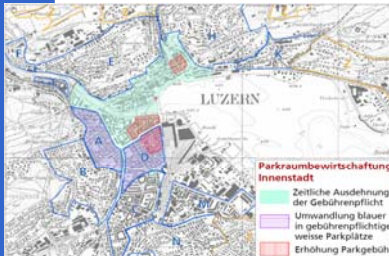 H
F
E
K
LUZERN
A
D
B
M
N
Parkraumbewirtschaftung
Innenstadt
Zeitliche Ausdehnung
der Gebührenpflicht
Umwandlung blauer
in gebührenpflichtige
weisse Parkplätze
Erhöhung Parkgebüh